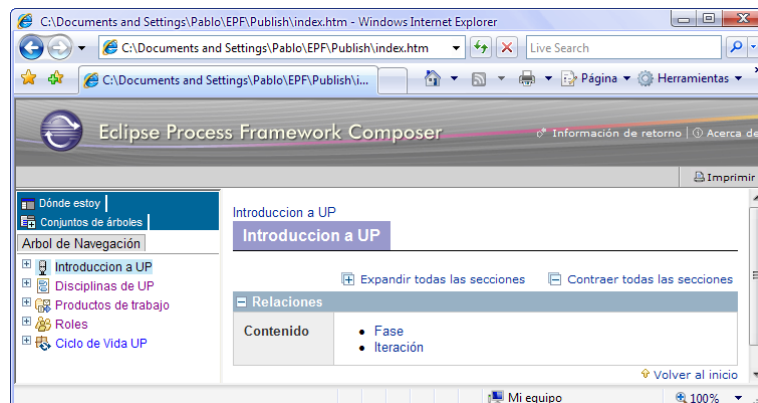 C:\Documents and Settings\Pablo\EPF\Publish\index.htm - Windows Internet Explorer
C:\Documents and Settings\Pablo\EPF\Publish\index.htm
Live Search
C:\Documents and Settings\Pablo\EPF\Publish\i...
Página
Herramientas
Eclipse Process Framework Composer
Información de retorno | Acerca de
Imprimir
Dónde estoy
Conjuntos de árboles
Arbol de Navegación
Introduccion a UP
Disciplinas de UP
Productos de trabajo
Roles
Ciclo de Vida UP
Introduccion a UP
Introduccion a UP
Expandir todas las secciones Contraer todas las secciones
Relaciones
Contenido
Fase
Iteración
Volver al inicio
Mi equipo
100%